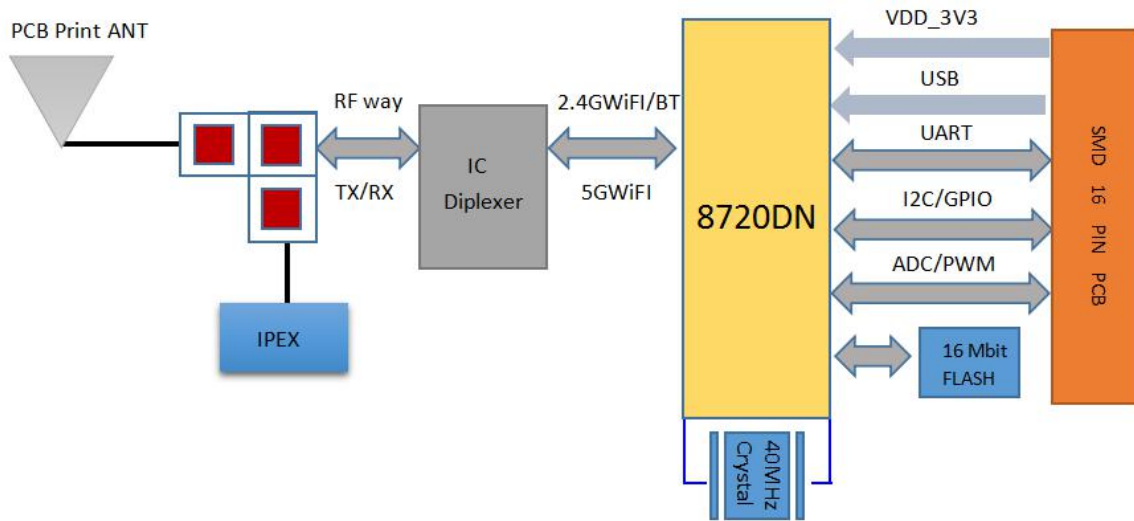 PCB Print ANT
RF way
TX/RX
IPEX
IC
Diplexer
2.4GWiFI/BT
5GWiFI
8720DN
VDD_3V3
USB
UART
I2C/GPIO
ADC/PWM
16 Mbit
FLASH
40MHz
Crystal
SMD 16 PIN PCB